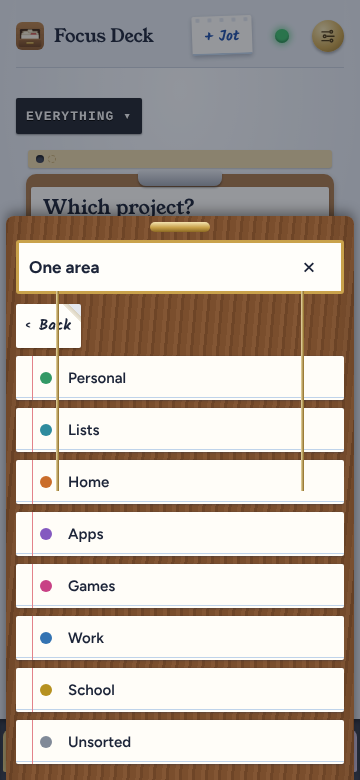 Focus Deck
+ Jot
EVERYTHING ▾
Which project?
One area
×
‹ Back
Personal
Lists
Home
Apps
Games
Work
School
Unsorted